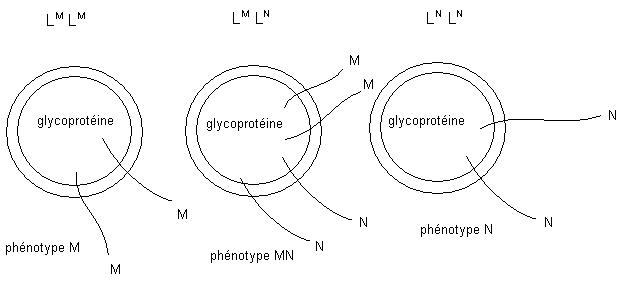 Lᴹ Lᴹ
Lᴹ Lᴺ
Lᴺ Lᴺ
glycoprotéine
M
M
phénotype M
glycoprotéine
M
M
N
N
phénotype MN
glycoprotéine
N
N
phénotype N